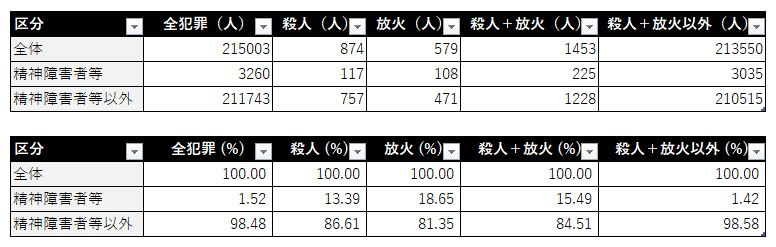 区分 全犯罪（人） 殺人（人） 放火（人） 殺人＋放火（人） 殺人＋放火以外（人）
全体 215003 874 579 1453 213550
精神障害者等 3260 117 108 225 3035
精神障害者等以外 211743 757 471 1228 210515
区分 全犯罪(%) 殺人(%) 放火(%) 殺人＋放火(%) 殺人＋放火以外(%)
全体 100.00 100.00 100.00 100.00 100.00
精神障害者等 1.52 13.39 18.65 15.49 1.42
精神障害者等以外 98.48 86.61 81.35 84.51 98.58